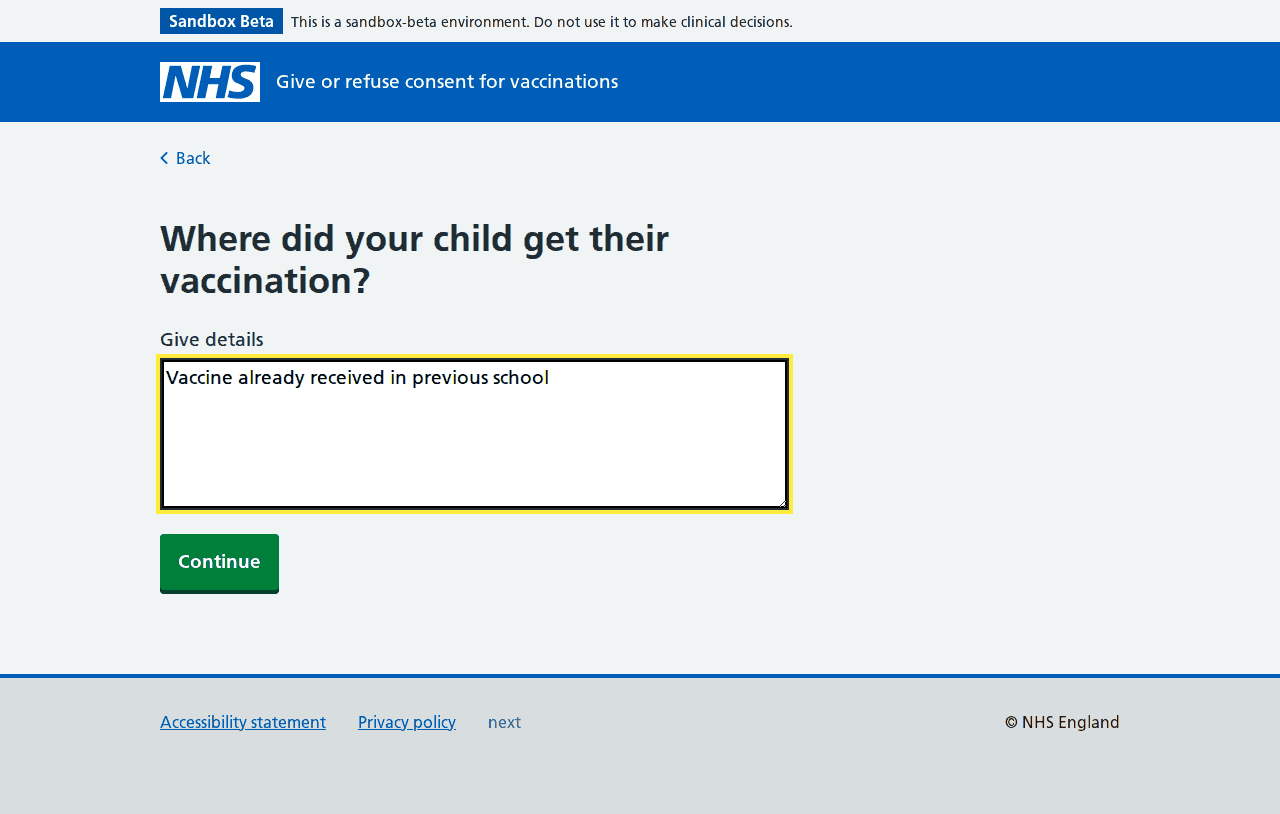 Sandbox Beta This is a sandbox-beta environment. Do not use it to make clinical decisions.
NHS Give or refuse consent for vaccinations
Back
Where did your child get their
vaccination?
Give details
Vaccine already received in previous school
Continue
Accessibility statement Privacy policy next © NHS England